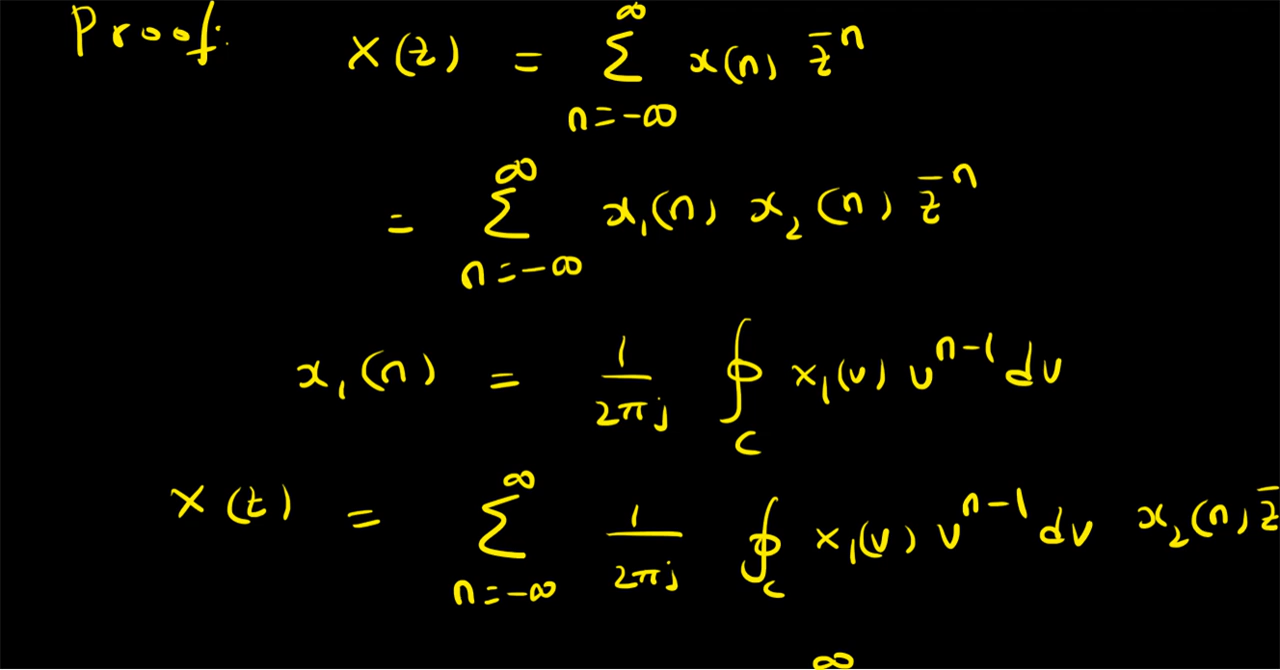 Proof: X(z) = ∑_{n=-∞}^{∞} x(n) z^{-n}
= ∑_{n=-∞}^{∞} x₁(n) x₂(n) z^{-n}
x₁(n) = 1/(2πj) ∮_C X₁(v) v^{n-1} dv
X(z) = ∑_{n=-∞}^{∞} 1/(2πj) ∮_C X₁(v) v^{n-1} dv x₂(n) z^-
∞